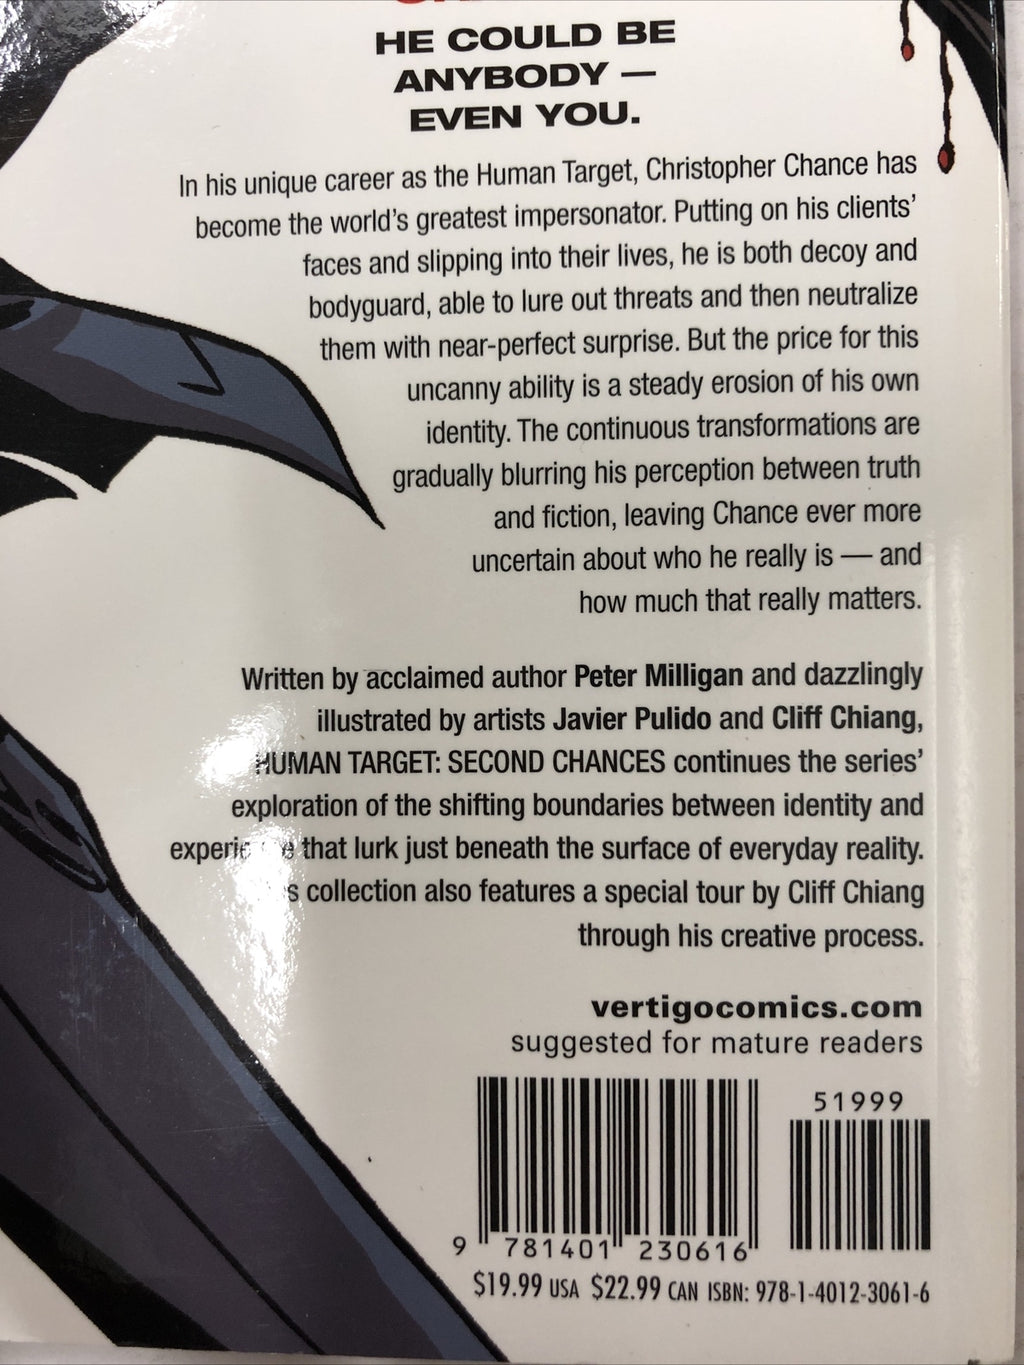 HE COULD BE
ANYBODY —
EVEN YOU.
In his unique career as the Human Target, Christopher Chance has
become the world's greatest impersonator. Putting on his clients'
faces and slipping into their lives, he is both decoy and
bodyguard, able to lure out threats and then neutralize
them with near-perfect surprise. But the price for this
uncanny ability is a steady erosion of his own
identity. The continuous transformations are
gradually blurring his perception between truth
and fiction, leaving Chance ever more
uncertain about who he really is — and
how much that really matters.
Written by acclaimed author Peter Milligan and dazzlingly
illustrated by artists Javier Pulido and Cliff Chiang,
HUMAN TARGET: SECOND CHANCES continues the series'
exploration of the shifting boundaries between identity and
that lurk just beneath the surface of everyday reality.
collection also features a special tour by Cliff Chiang
through his creative process.
vertigocomics.com
suggested for mature readers
51999
9 781401 230616
$19.99 USA $22.99 CAN ISBN: 978-1-4012-3061-6